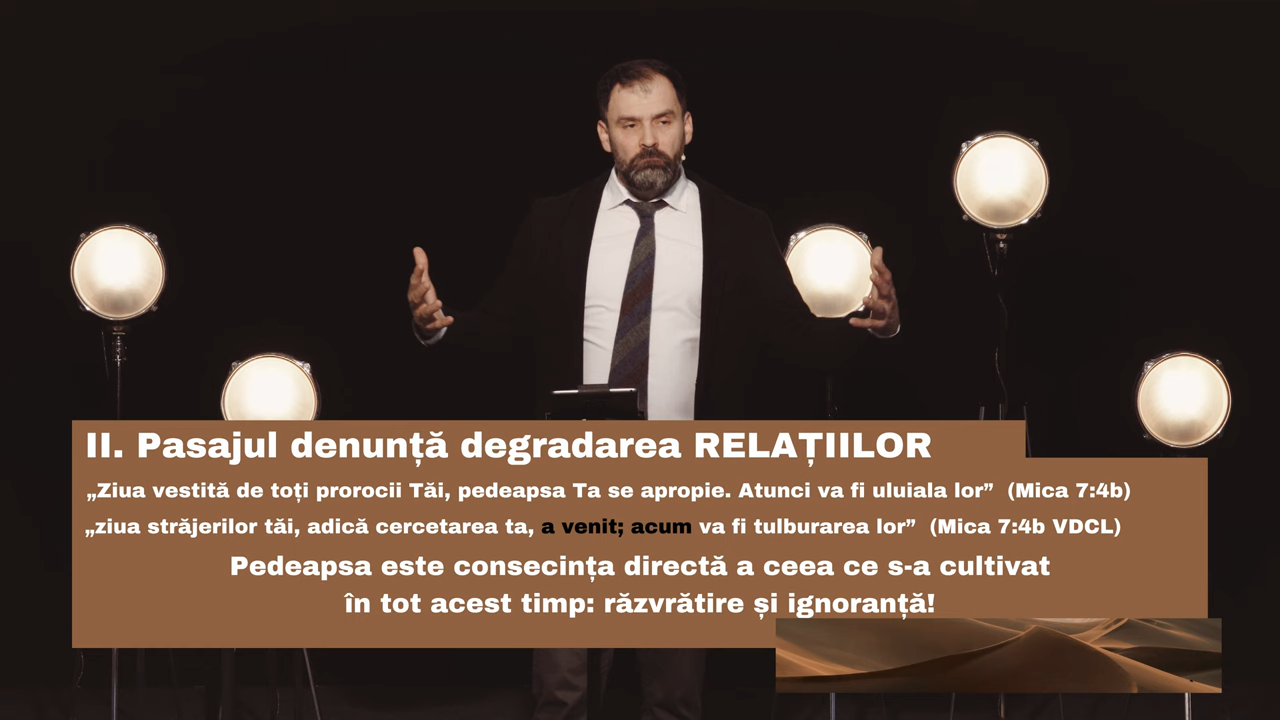 II. Pasajul denunță degradarea RELAȚIILOR
„Ziua vestită de toți prorocii Tăi, pedeapsa Ta se apropie. Atunci va fi uluiala lor” (Mica 7:4b)
„ziua străjerilor tăi, adică cercetarea ta, a venit; acum va fi tulburarea lor” (Mica 7:4b VDCL)
Pedeapsa este consecința directă a ceea ce s-a cultivat
în tot acest timp: răzvrătire și ignoranță!